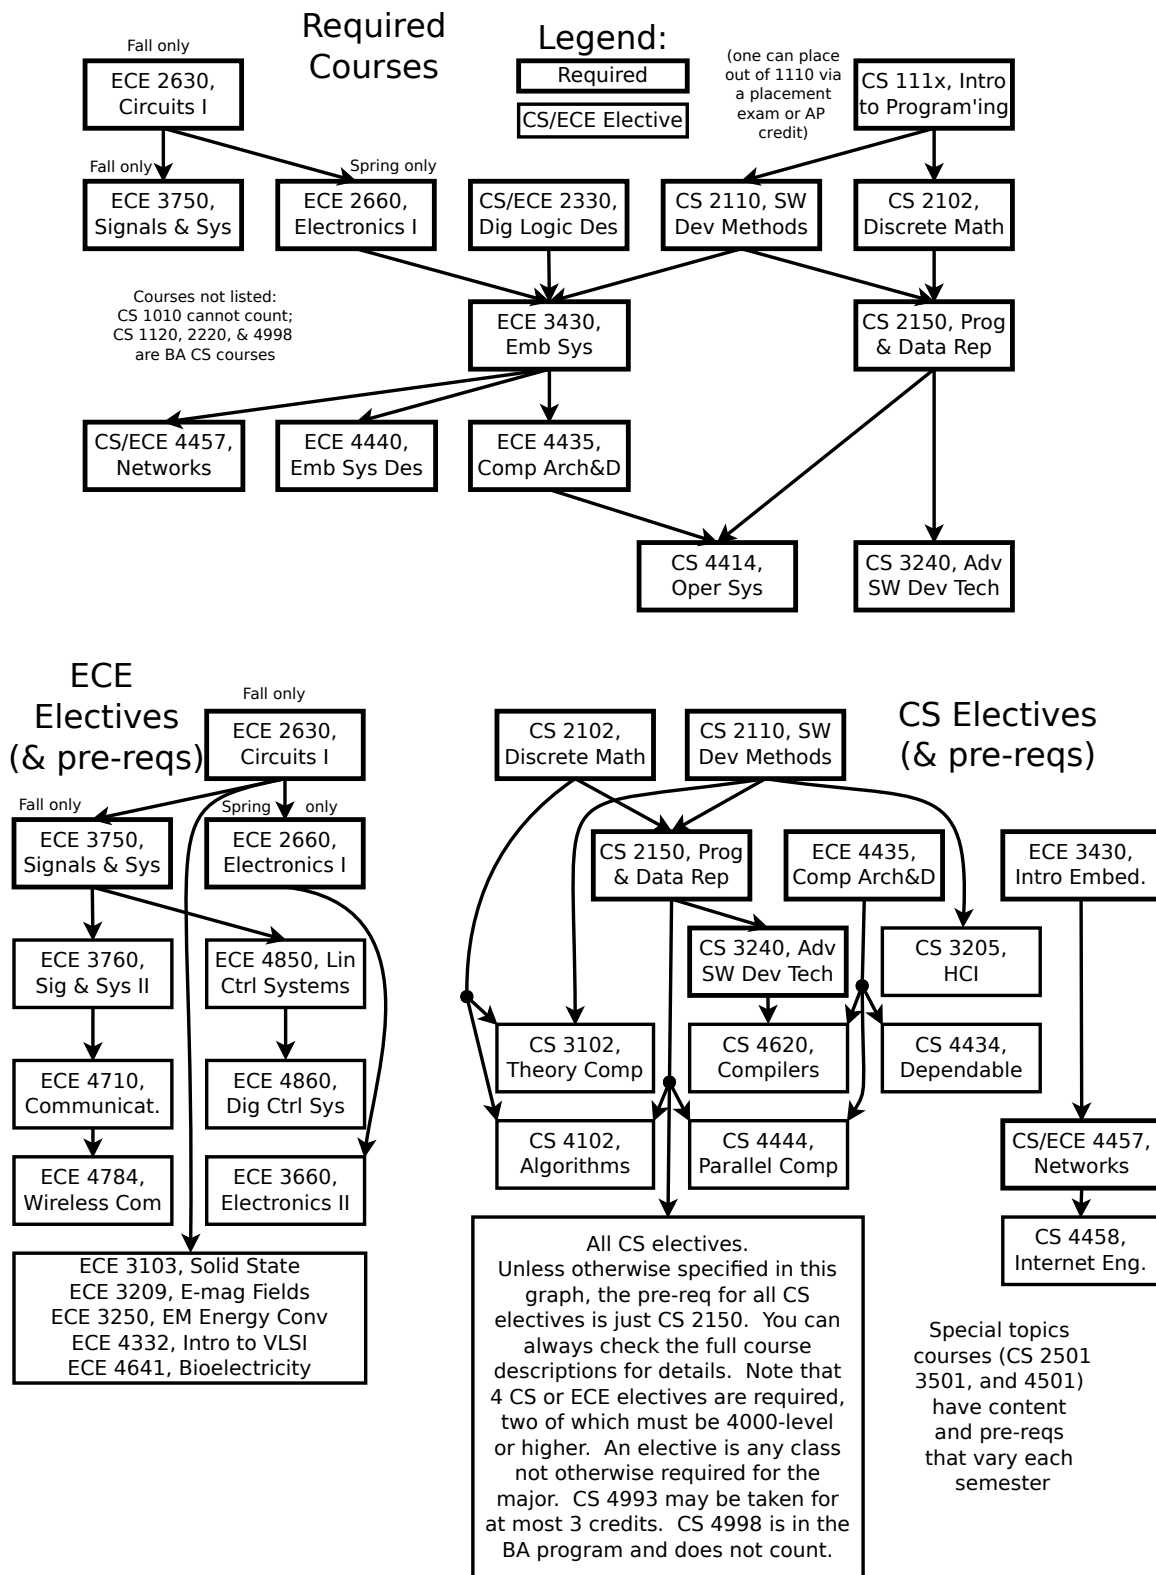 Required
Courses
Legend:
Required
CS/ECE Elective
(one can place
out of 1110 via
a placement
exam or AP
credit)
Fall only
ECE 2630,
Circuits I
CS 111x, Intro
to Program'ing
Fall only
ECE 3750,
Signals & Sys
Spring only
ECE 2660,
Electronics I
CS/ECE 2330,
Dig Logic Des
CS 2110, SW
Dev Methods
CS 2102,
Discrete Math
Courses not listed:
CS 1010 cannot count;
CS 1120, 2220, & 4998
are BA CS courses
ECE 3430,
Emb Sys
CS 2150, Prog
& Data Rep
CS/ECE 4457,
Networks
ECE 4440,
Emb Sys Des
ECE 4435,
Comp Arch&D
CS 4414,
Oper Sys
CS 3240, Adv
SW Dev Tech
ECE
Electives
(& pre-reqs)
Fall only
ECE 2630,
Circuits I
Fall only
ECE 3750,
Signals & Sys
Spring only
ECE 2660,
Electronics I
ECE 3760,
Sig & Sys II
ECE 4850, Lin
Ctrl Systems
ECE 4710,
Communicat.
ECE 4860,
Dig Ctrl Sys
ECE 4784,
Wireless Com
ECE 3660,
Electronics II
ECE 3103, Solid State
ECE 3209, E-mag Fields
ECE 3250, EM Energy Conv
ECE 4332, Intro to VLSI
ECE 4641, Bioelectricity
CS Electives
(& pre-reqs)
CS 2102,
Discrete Math
CS 2110, SW
Dev Methods
CS 2150, Prog
& Data Rep
ECE 4435,
Comp Arch&D
ECE 3430,
Intro Embed.
CS 3240, Adv
SW Dev Tech
CS 3205,
HCI
CS 3102,
Theory Comp
CS 4620,
Compilers
CS 4434,
Dependable
CS 4102,
Algorithms
CS 4444,
Parallel Comp
CS/ECE 4457,
Networks
CS 4458,
Internet Eng.
All CS electives.
Unless otherwise specified in this
graph, the pre-req for all CS
electives is just CS 2150.  You can
always check the full course
descriptions for details.  Note that
4 CS or ECE electives are required,
two of which must be 4000-level
or higher.  An elective is any class
not otherwise required for the
major.  CS 4993 may be taken for
at most 3 credits.  CS 4998 is in the
BA program and does not count.
Special topics
courses (CS 2501
3501, and 4501)
have content
and pre-reqs
that vary each
semester